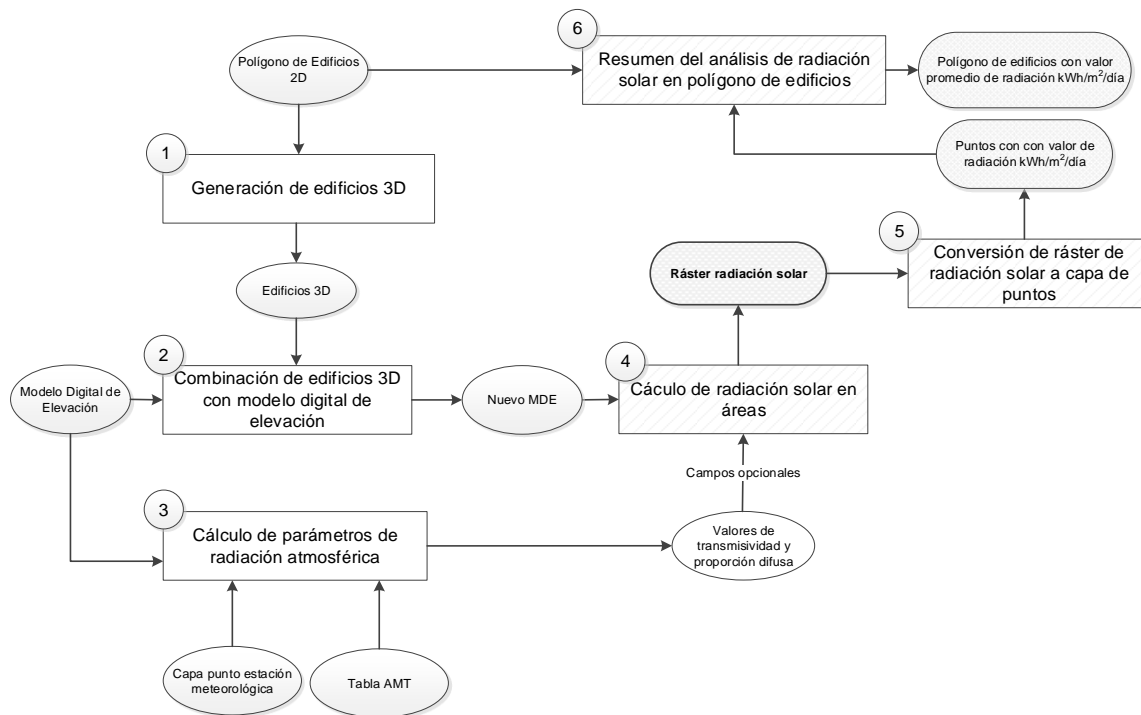 6
Polígono de Edificios
2D
Resumen del análisis de radiación
solar en polígono de edificios
Polígono de edificios con valor
promedio de radiación kWh/m²/día
1
Generación de edificios 3D
Puntos con con valor de
radiación kWh/m²/día
5
Conversión de ráster de
radiación solar a capa de
puntos
Ráster radiación solar
Edificios 3D
2
Combinación de edificios 3D
con modelo digital de
elevación
Modelo Digital de
Elevación
Nuevo MDE
4
Cáculo de radiación solar en
áreas
Campos opcionales
3
Cálculo de parámetros de
radiación atmosférica
Valores de
transmisividad y
proporción difusa
Capa punto estación
meteorológica
Tabla AMT